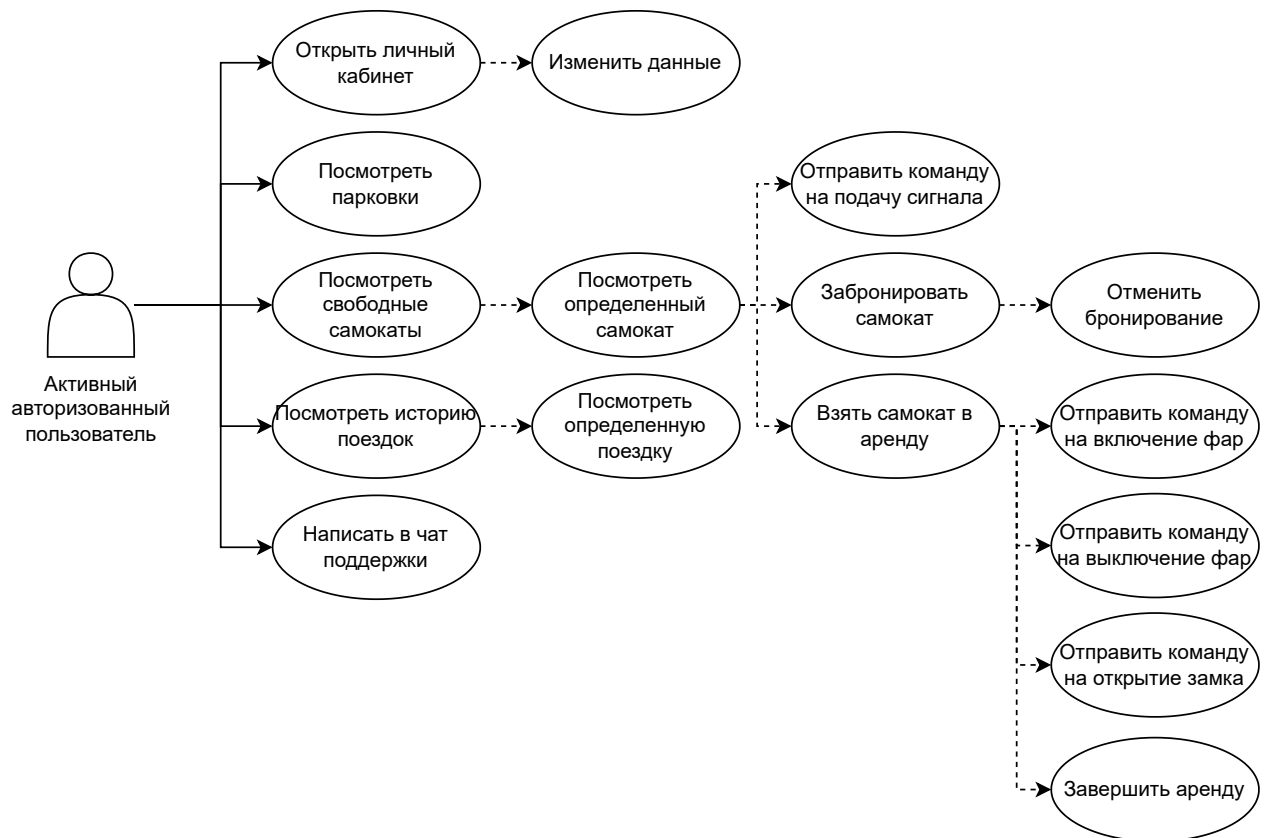 Открыть личный
кабинет
Изменить данные
Посмотреть
парковки
Отправить команду
на подачу сигнала
Посмотреть
свободные
самокаты
Посмотреть
определенный
самокат
Забронировать
самокат
Отменить
бронирование
Активный
авторизованный
пользователь
Посмотреть историю
поездок
Посмотреть
определенную
поездку
Взять самокат в
аренду
Отправить команду
на включение фар
Написать в чат
поддержки
Отправить команду
на выключение фар
Отправить команду
на открытие замка
Завершить аренду